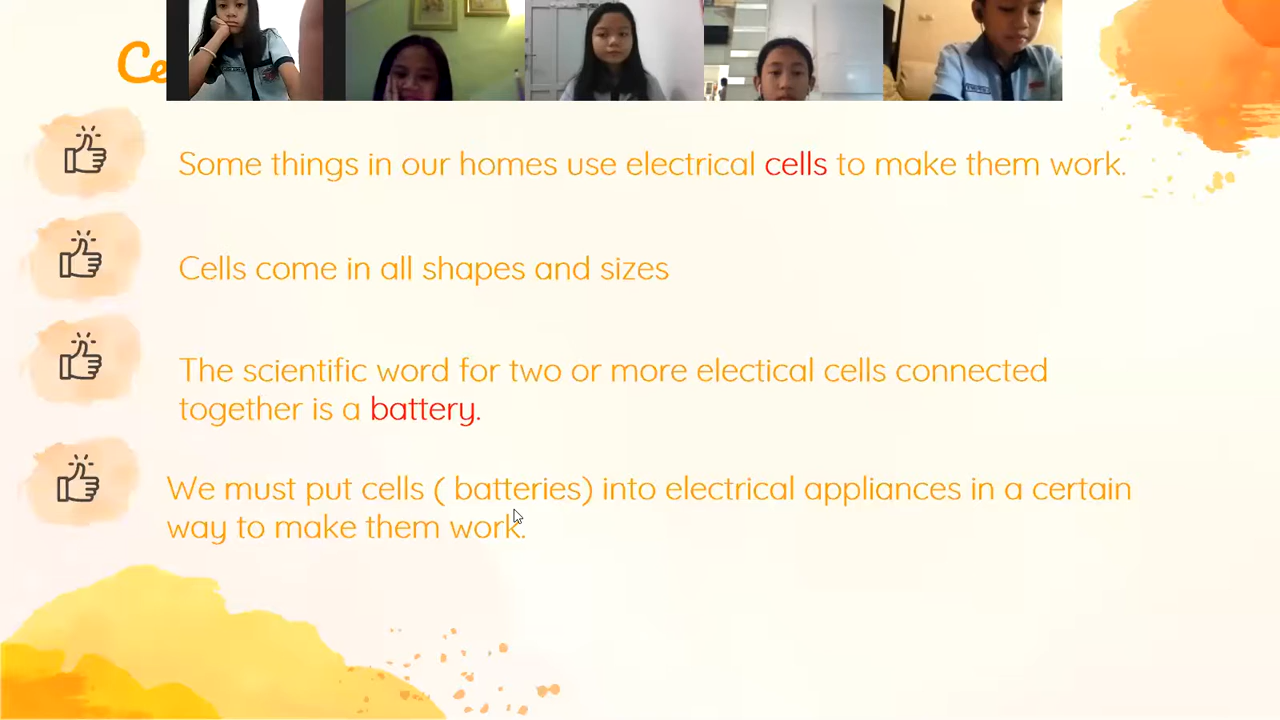 Ce
Some things in our homes use electrical cells to make them work.
Cells come in all shapes and sizes
The scientific word for two or more electical cells connected
together is a battery.
We must put cells ( batteries) into electrical appliances in a certain
way to make them work.